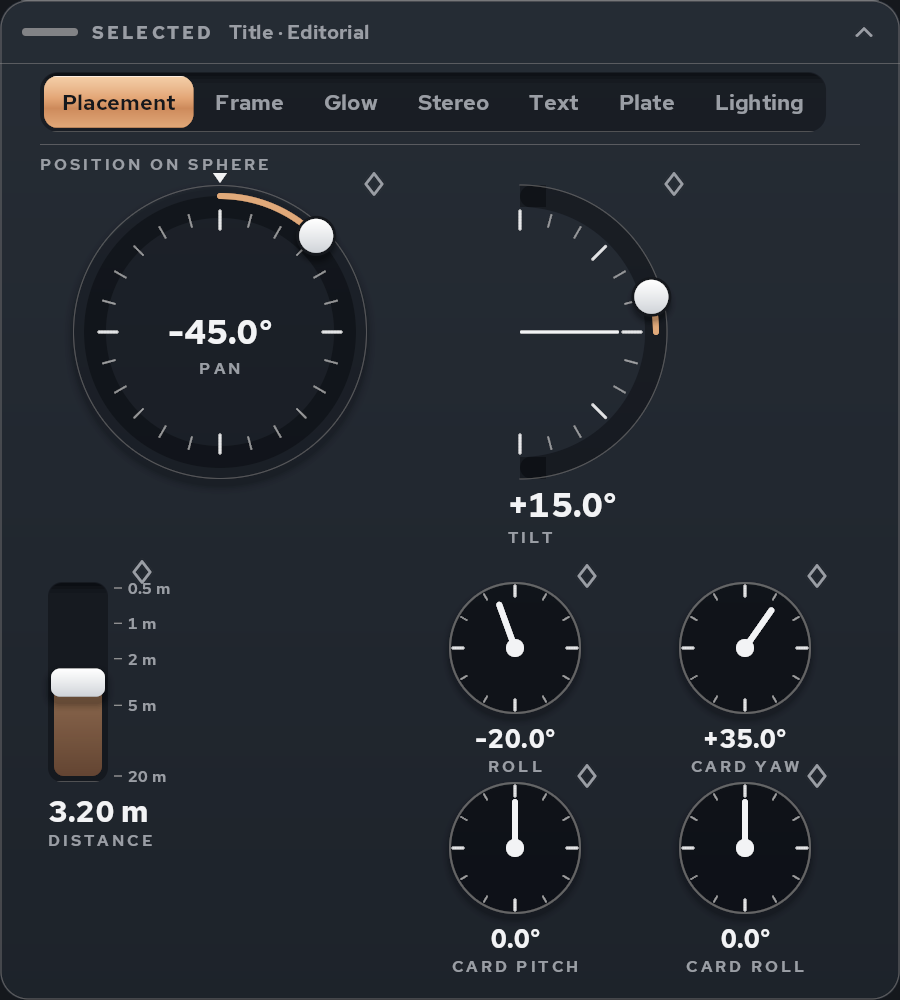 SELECTED Title · Editorial
Placement Frame Glow Stereo Text Plate Lighting
POSITION ON SPHERE
-45.0°
PAN
+15.0°
TILT
0.5 m
1 m
2 m
5 m
20 m
3.20 m
DISTANCE
-20.0°
ROLL
+35.0°
CARD YAW
0.0°
CARD PITCH
0.0°
CARD ROLL